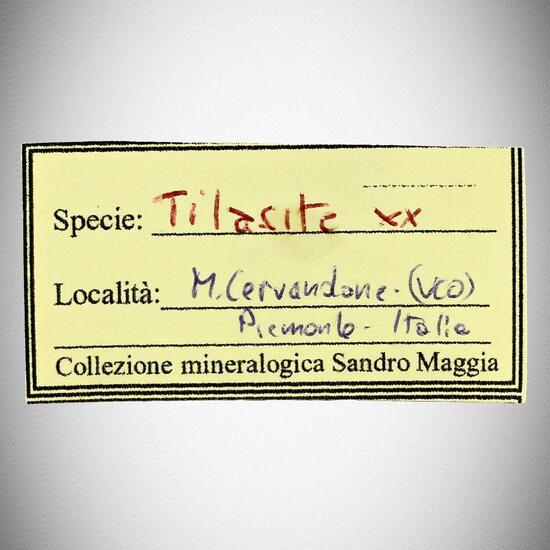 Specie: Tilasite xx
Località: M. Cervandone - (VCO)
Piemonte - Italia
Collezione mineralogica Sandro Maggia